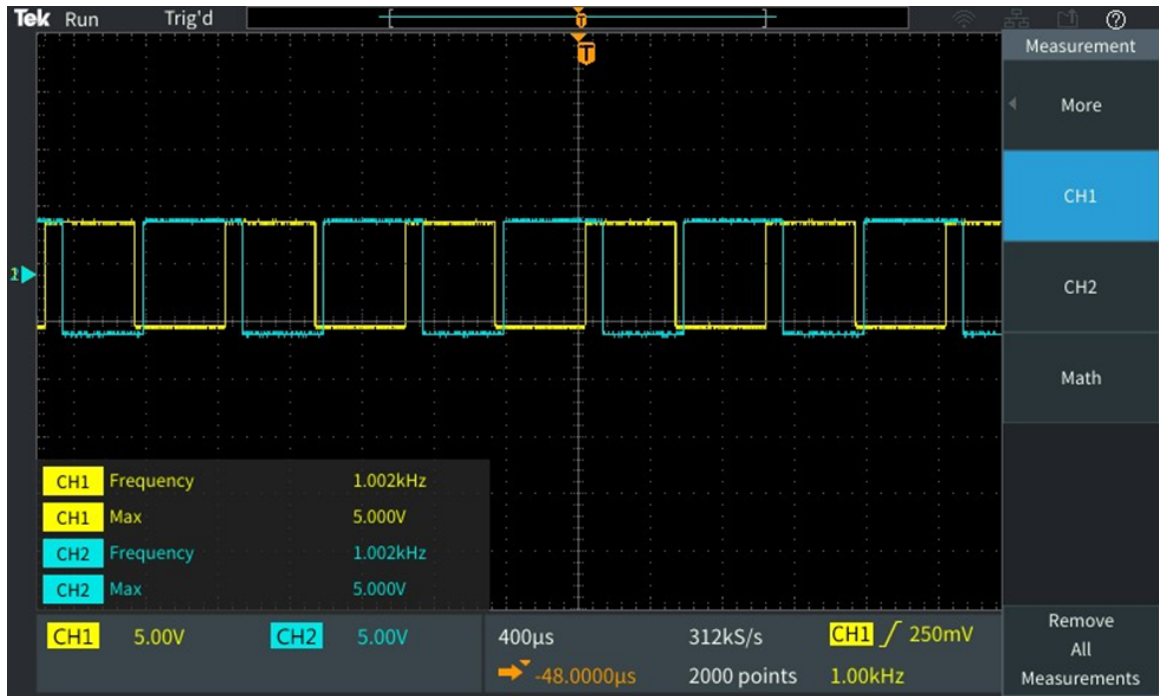 Tek Run Trig'd
T
T
Measurement
More
CH1
CH2
Math
CH1 Frequency 1.002kHz
CH1 Max 5.000V
CH2 Frequency 1.002kHz
CH2 Max 5.000V
CH1 5.00V CH2 5.00V 400µs 312kS/s CH1 250mV
-48.0000µs 2000 points 1.00kHz
Remove
All
Measurements